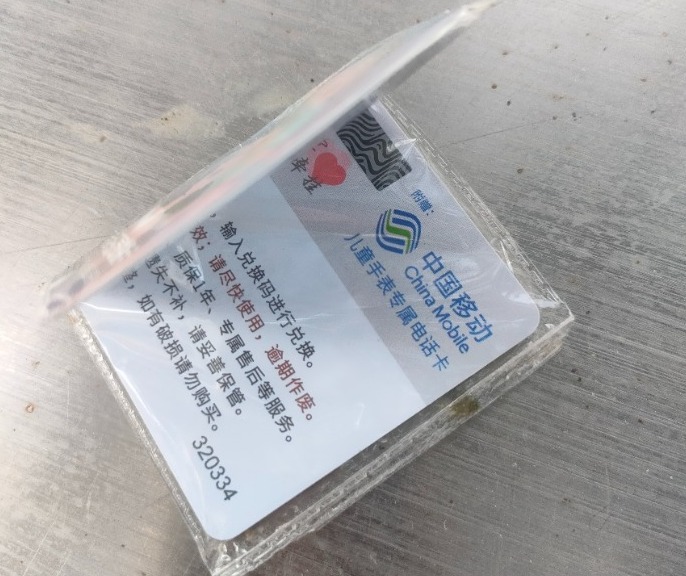 牵挂
附赠：
中国移动
China Mobile
儿童手表专属电话卡
，输入兑换码进行兑换。
效；请尽快使用，逾期作废。
质保1年，专属售后等服务。
遗失不补，请妥善保管。
，如有破损请勿购买。
320334